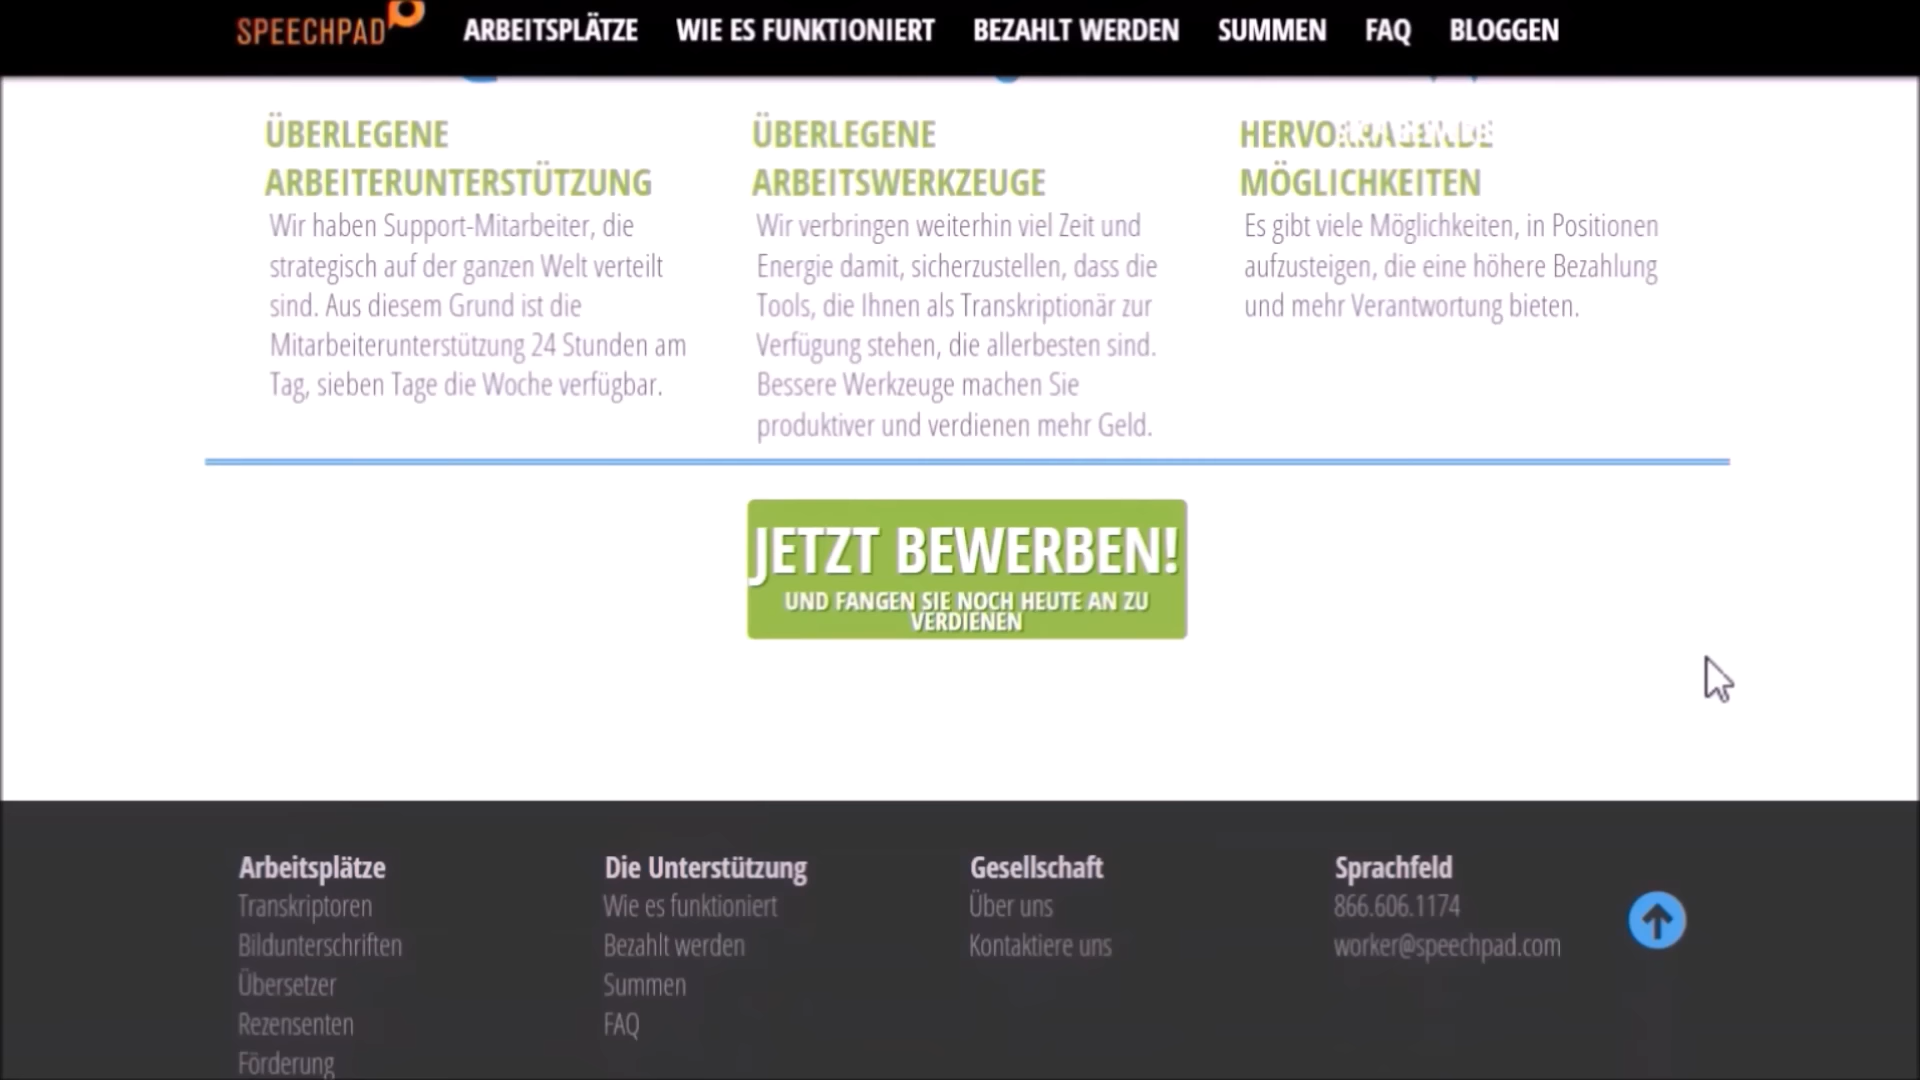 SPEECHPAD ARBEITSPLÄTZE WIE ES FUNKTIONIERT BEZAHLT WERDEN SUMMEN FAQ BLOGGEN
ÜBERLEGENE
ARBEITERUNTERSTÜTZUNG
Wir haben Support-Mitarbeiter, die
strategisch auf der ganzen Welt verteilt
sind. Aus diesem Grund ist die
Mitarbeiterunterstützung 24 Stunden am
Tag, sieben Tage die Woche verfügbar.
ÜBERLEGENE
ARBEITSWERKZEUGE
Wir verbringen weiterhin viel Zeit und
Energie damit, sicherzustellen, dass die
Tools, die Ihnen als Transkriptionär zur
Verfügung stehen, die allerbesten sind.
Bessere Werkzeuge machen Sie
produktiver und verdienen mehr Geld.
HERVORRAGENDE
MÖGLICHKEITEN
Es gibt viele Möglichkeiten, in Positionen
aufzusteigen, die eine höhere Bezahlung
und mehr Verantwortung bieten.
JETZT BEWERBEN!
UND FANGEN SIE NOCH HEUTE AN ZU
VERDIENEN
Arbeitsplätze
Transkriptoren
Bildunterschriften
Übersetzer
Rezensenten
Förderung
Die Unterstützung
Wie es funktioniert
Bezahlt werden
Summen
FAQ
Gesellschaft
Über uns
Kontaktiere uns
Sprachfeld
866.606.1174
worker@speechpad.com